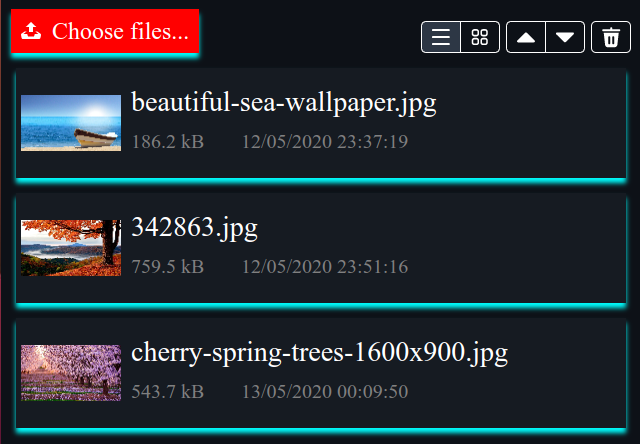 Choose files...
beautiful-sea-wallpaper.jpg
186.2 kB 12/05/2020 23:37:19
342863.jpg
759.5 kB 12/05/2020 23:51:16
cherry-spring-trees-1600x900.jpg
543.7 kB 13/05/2020 00:09:50